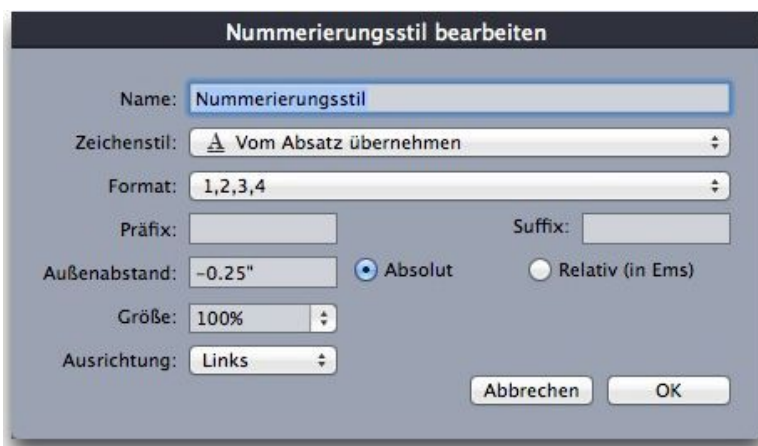 Nummerierungsstil bearbeiten
Name: Nummerierungsstil
Zeichenstil: A Vom Absatz übernehmen
Format: 1,2,3,4
Präfix: Suffix:
Außenabstand: -0.25" Absolut Relativ (in Ems)
Größe: 100%
Ausrichtung: Links
Abbrechen OK